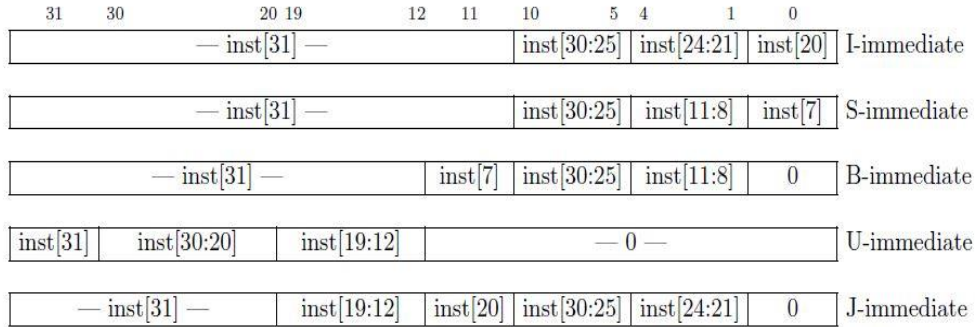 31 30 20 19 12 11 10 5 4 1 0
— inst[31] — inst[30:25] inst[24:21] inst[20] I-immediate
— inst[31] — inst[30:25] inst[11:8] inst[7] S-immediate
— inst[31] — inst[7] inst[30:25] inst[11:8] 0 B-immediate
inst[31] inst[30:20] inst[19:12] — 0 — U-immediate
— inst[31] — inst[19:12] inst[20] inst[30:25] inst[24:21] 0 J-immediate